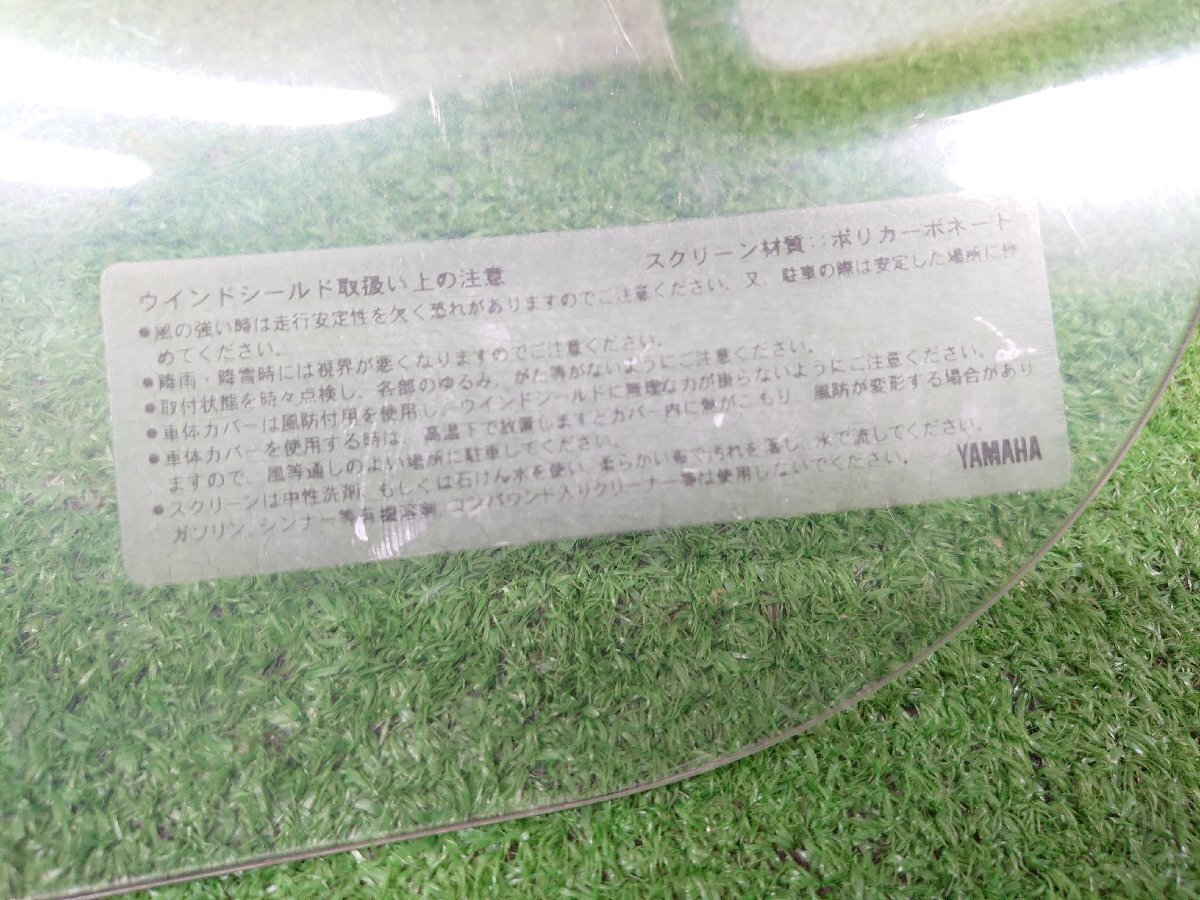 ウインドシールド取扱い上の注意 スクリーン材質：ポリカーボネート
●風の強い時は走行安定性を欠く恐れがありますのでご注意ください。又、駐車の際は安定した場所に停
めてください。
●降雨・降雪時には視界が悪くなりますのでご注意ください。
●取付状態を時々点検し、各部のゆるみ、がた等がないようにご注意ください。
●車体カバーは風防付用を使用し、ウインドシールドに無理な力が掛らないようにご注意ください。
●車体カバーを使用する時は、高温下で放置しますとカバー内に熱がこもり、風防が変形する場合があり
ますので、風等通しのよい場所に駐車してください。
●スクリーンは中性洗剤、もしくは石けん水を使い、柔らかい布で汚れを落し、水で流してください。
ガソリン、シンナー等有機溶剤、コンパウンド入りクリーナー等は使用しないでください。
YAMAHA